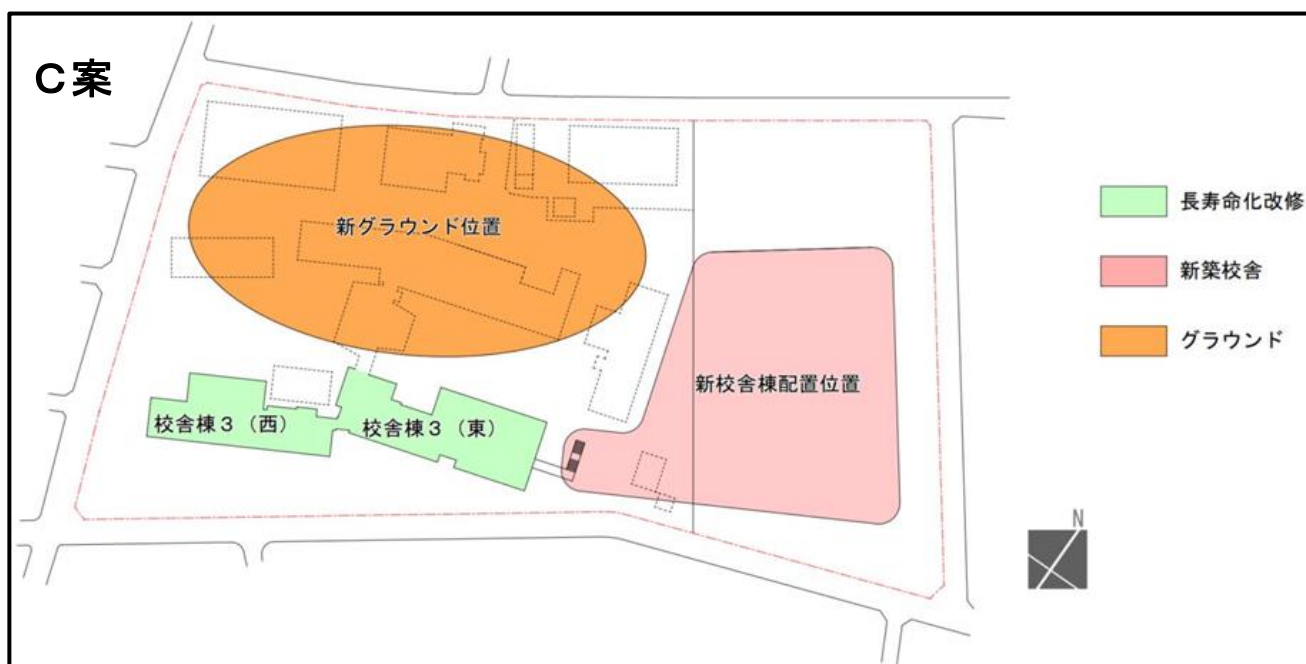 C案
新グラウンド位置
校舎棟3（西）
校舎棟3（東）
新校舎棟配置位置
長寿命化改修
新築校舎
グラウンド
N